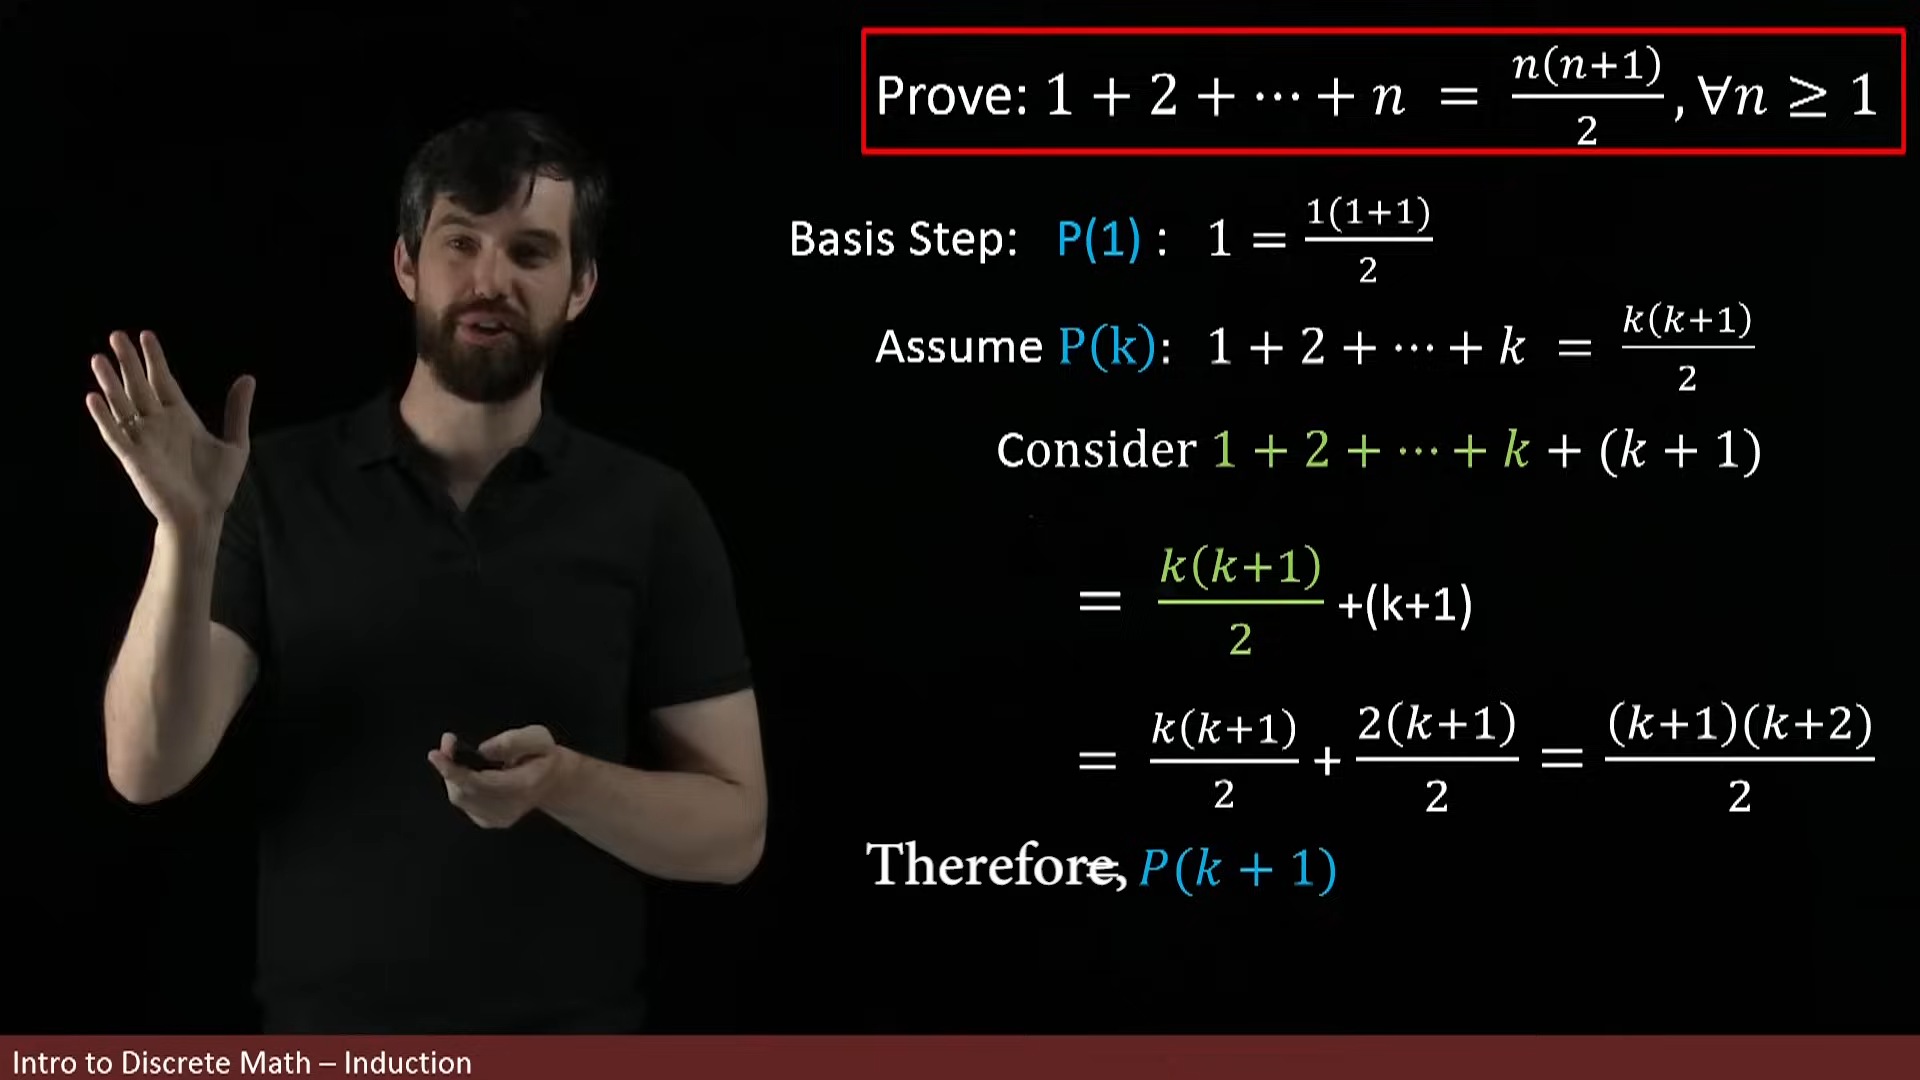 Prove: 1 + 2 + ⋯ + n = n(n+1)/2, ∀n ≥ 1
Basis Step: P(1) : 1 = 1(1+1)/2
Assume P(k): 1 + 2 + ⋯ + k = k(k+1)/2
Consider 1 + 2 + ⋯ + k + (k + 1)
= k(k+1)/2 +(k+1)
= k(k+1)/2 + 2(k+1)/2 = (k+1)(k+2)/2
Therefore, P(k + 1)
Intro to Discrete Math – Induction